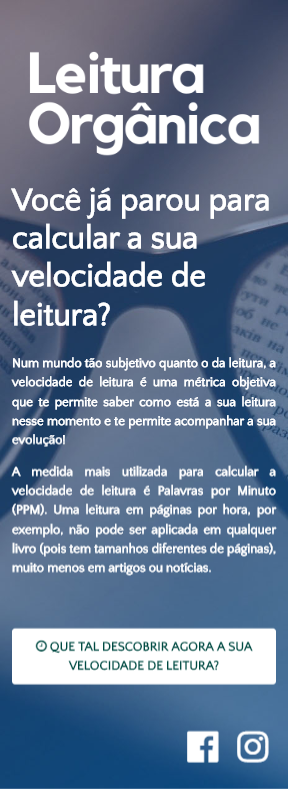 Leitura
Orgânica
Você já parou para
calcular a sua
velocidade de
leitura?
Num mundo tão subjetivo quanto o da leitura, a
velocidade de leitura é uma métrica objetiva
que te permite saber como está a sua leitura
nesse momento e te permite acompanhar a sua
evolução!
A medida mais utilizada para calcular a
velocidade de leitura é Palavras por Minuto
(PPM). Uma leitura em páginas por hora, por
exemplo, não pode ser aplicada em qualquer
livro (pois tem tamanhos diferentes de páginas),
muito menos em artigos ou notícias.
QUE TAL DESCOBRIR AGORA A SUA
VELOCIDADE DE LEITURA?